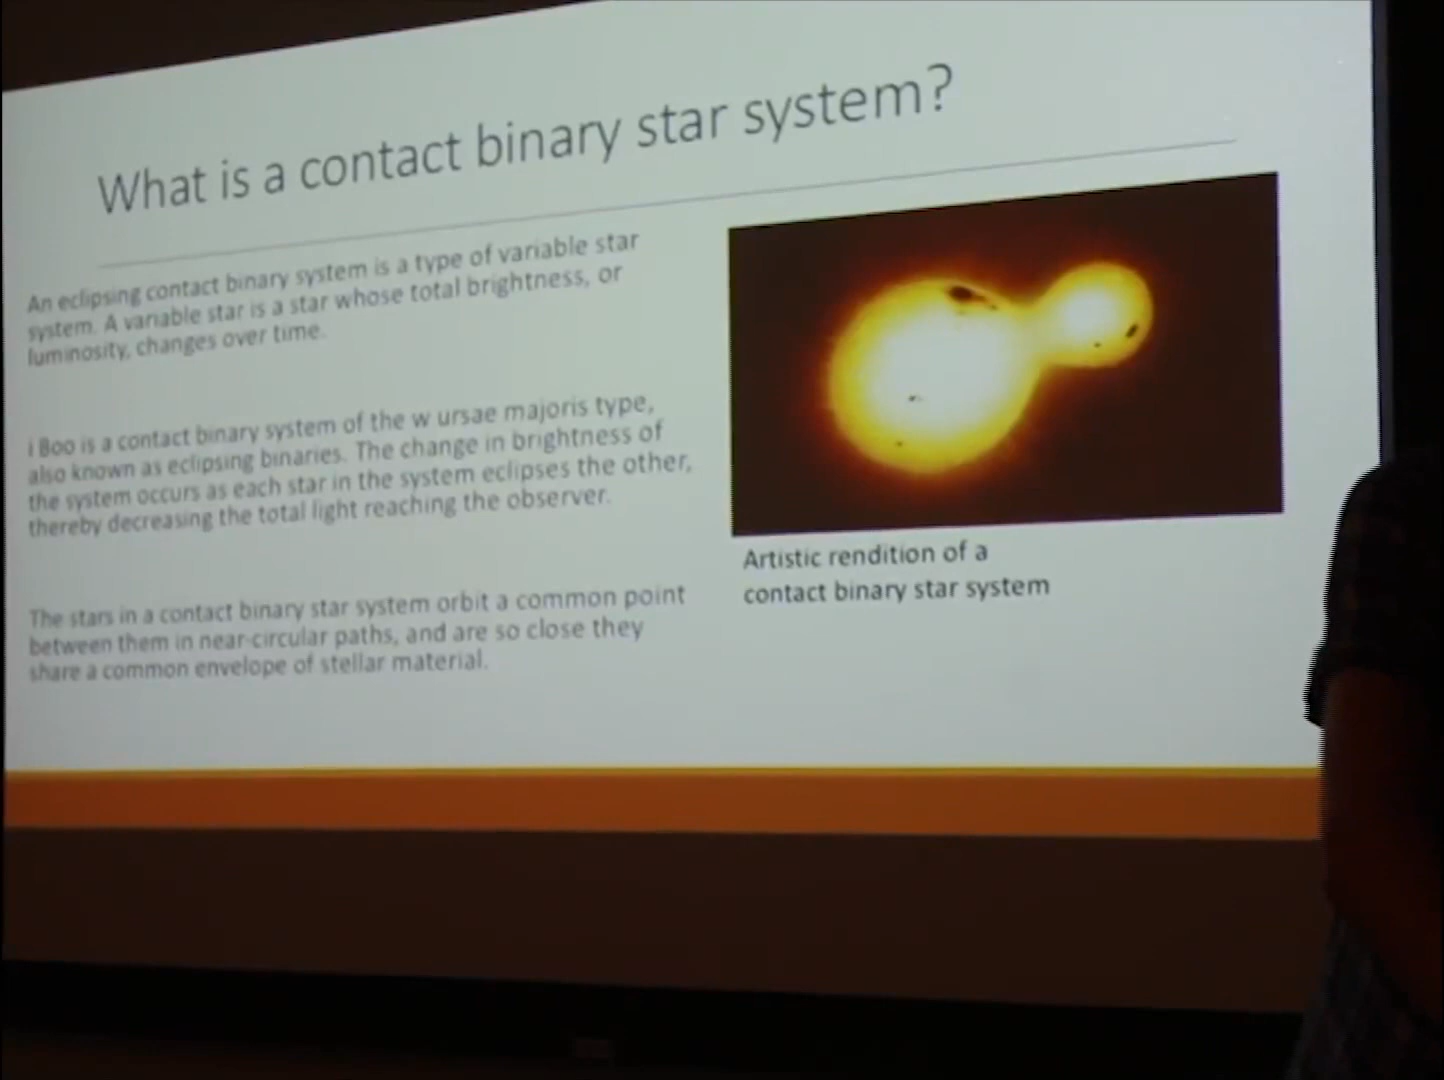 What is a contact binary star system?
An eclipsing contact binary system is a type of variable star
system. A variable star is a star whose total brightness, or
luminosity, changes over time.
i Boo is a contact binary system of the w ursae majoris type,
also known as eclipsing binaries. The change in brightness of
the system occurs as each star in the system eclipses the other,
thereby decreasing the total light reaching the observer.
The stars in a contact binary star system orbit a common point
between them in near-circular paths, and are so close they
share a common envelope of stellar material.
Artistic rendition of a
contact binary star system